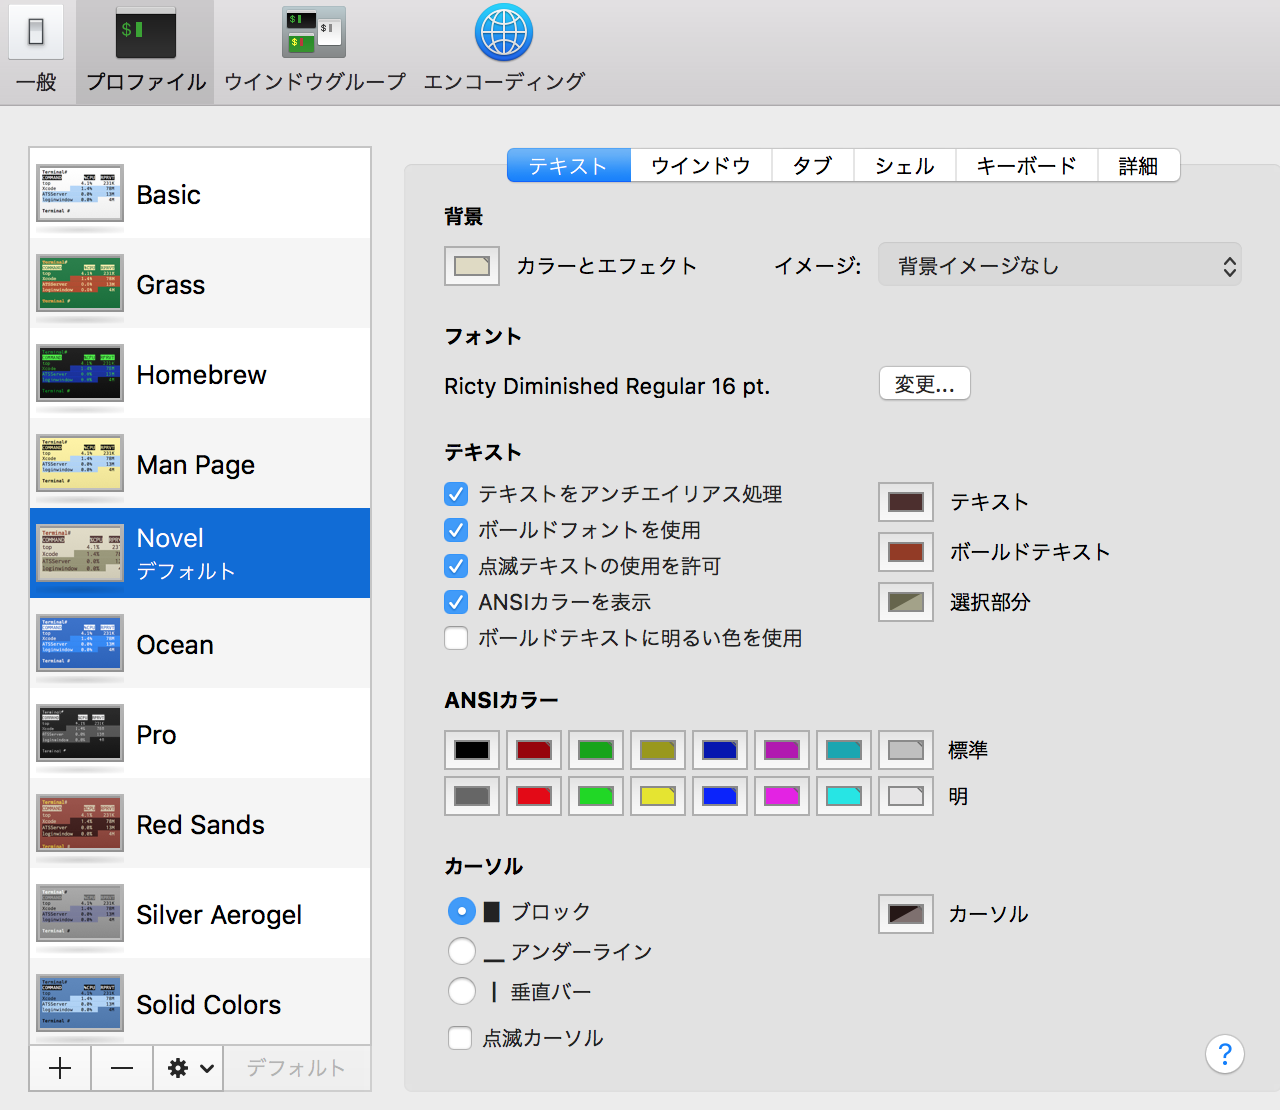 一般
プロファイル
ウインドウグループ
エンコーディング
Basic
Grass
Homebrew
Man Page
Novel
デフォルト
Ocean
Pro
Red Sands
Silver Aerogel
Solid Colors
デフォルト
テキスト
ウインドウ
タブ
シェル
キーボード
詳細
背景
カラーとエフェクト
イメージ:
背景イメージなし
フォント
Ricty Diminished Regular 16 pt.
変更...
テキスト
テキストをアンチエイリアス処理
ボールドフォントを使用
点滅テキストの使用を許可
ANSIカラーを表示
ボールドテキストに明るい色を使用
テキスト
ボールドテキスト
選択部分
ANSIカラー
標準
明
カーソル
ブロック
アンダーライン
垂直バー
点滅カーソル
カーソル
?